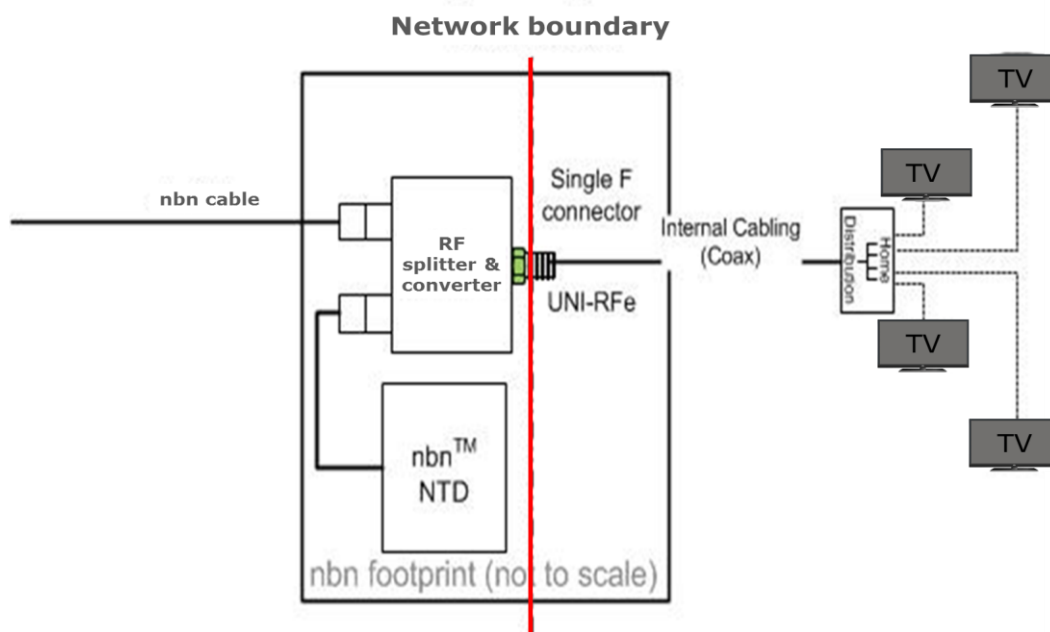 Network boundary
nbn cable
RF
splitter &
converter
Single F
connector
UNI-RFe
Internal Cabling
(Coax)
Home
Distribution
TV
TV
TV
TV
nbn™
NTD
nbn footprint (not to scale)